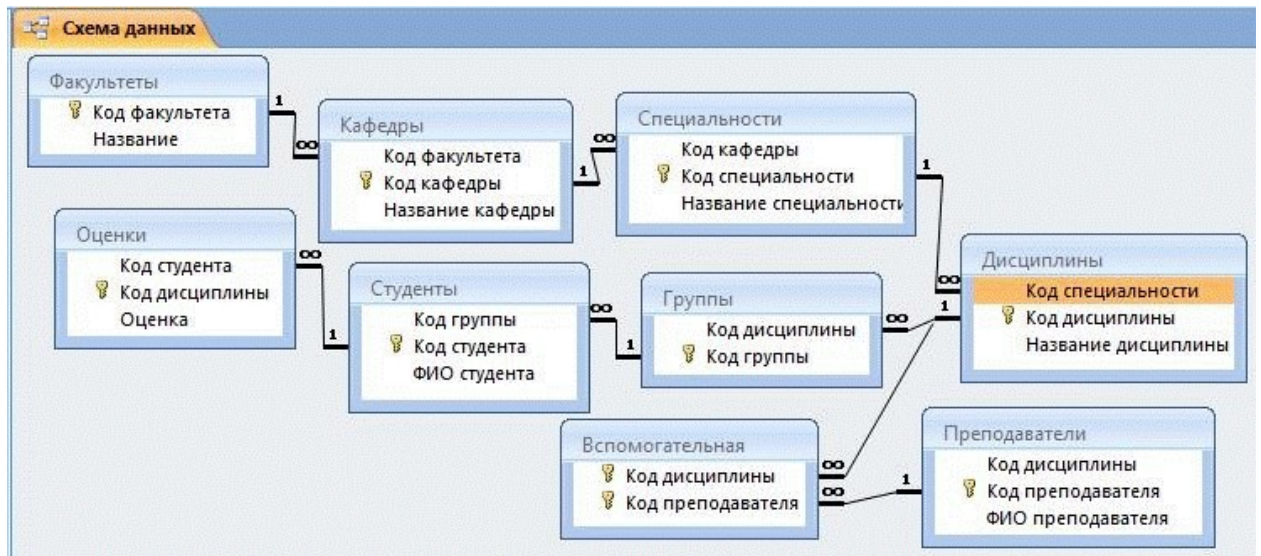 Схема данных
Факультеты
Код факультета
Название
1
∞
Кафедры
Код факультета
Код кафедры
Название кафедры
1
∞
Специальности
Код кафедры
Код специальности
Название специальности
1
∞
Оценки
Код студента
Код дисциплины
Оценка
∞
1
Студенты
Код группы
Код студента
ФИО студента
∞
1
Группы
Код дисциплины
Код группы
∞
1
Дисциплины
Код специальности
Код дисциплины
Название дисциплины
Вспомогательная
Код дисциплины
Код преподавателя
∞
∞
1
Преподаватели
Код дисциплины
Код преподавателя
ФИО преподавателя